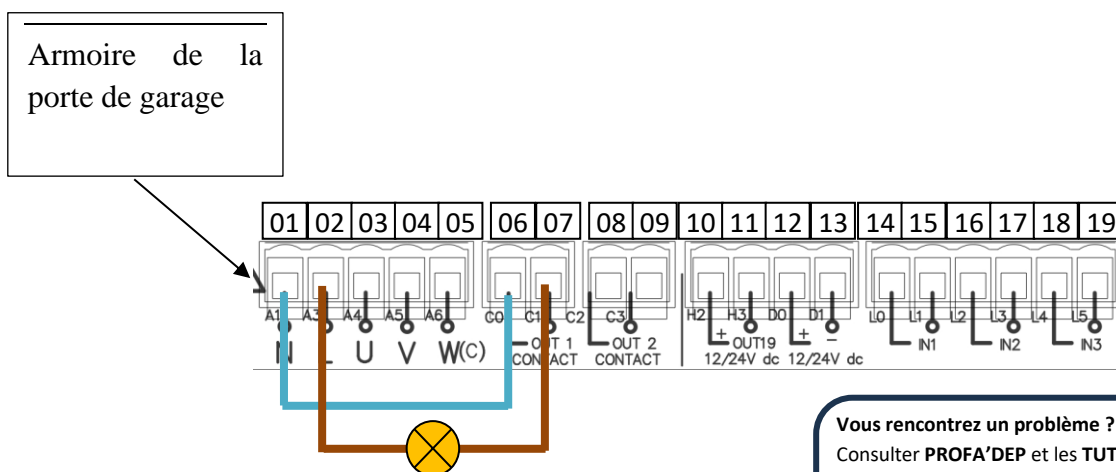 Armoire de la
porte de garage
01 02 03 04 05 06 07 08 09 10 11 12 13 14 15 16 17 18 19
A1 A3 A4 A5 A6 C0 C1 C2 C3 H2 H3 D0 D1 L0 L1 L2 L3 L4 L5
N L U V W(C) OUT 1 OUT 2 + OUT19 + - IN1 IN2 IN3
CONTACT CONTACT 12/24V dc 12/24V dc
Vous rencontrez un problème ?
Consulter PROFA'DEP et les TUT